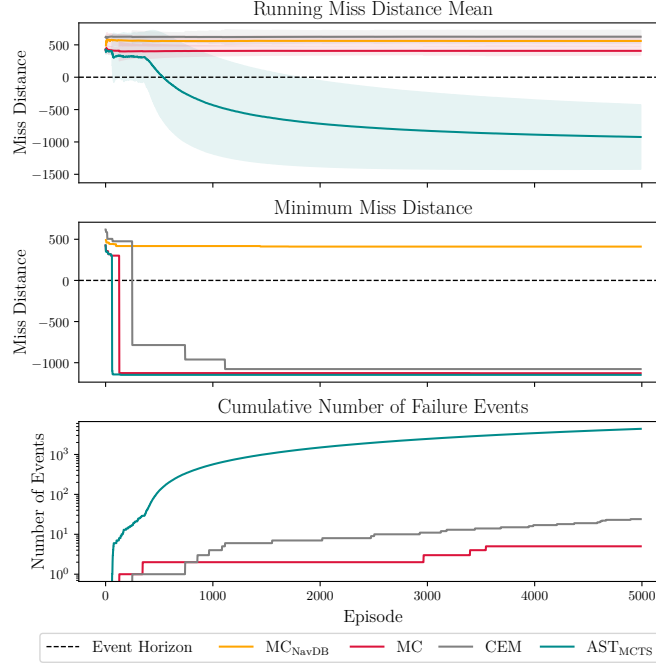 Running Miss Distance Mean
Miss Distance
500
0
−500
−1000
−1500
Minimum Miss Distance
Miss Distance
500
0
−500
−1000
Cumulative Number of Failure Events
Number of Events
10³
10²
10¹
10⁰
0 1000 2000 3000 4000 5000
Episode
Event Horizon MC_NavDB MC CEM AST_MCTS